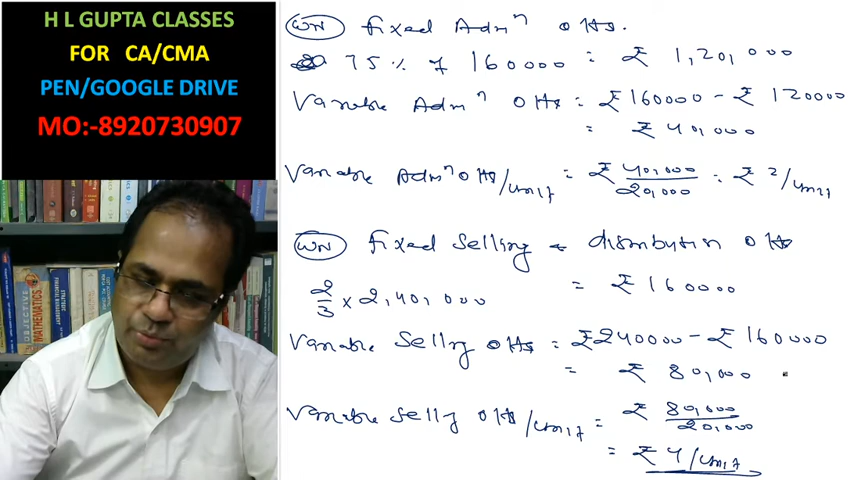 H L GUPTA CLASSES
FOR CA/CMA
PEN/GOOGLE DRIVE
MO:-8920730907
WN Fixed Admⁿ OHs.
75 % of 160000 = ₹ 1,20,000
Variable Admⁿ OHs = ₹160000 - ₹ 120000
= ₹ 40,000
Variable Admⁿ OHs/unit = ₹ 40,000/20,000 = ₹ 2/unit
WN Fixed Selling & distribution OHs
2/3 x 2,40,000 = ₹ 160000
Variable Selling OHs = ₹240000 - ₹ 160000
= ₹ 80,000
Variable Selly OHs/unit = ₹ 80,000/20,000
= ₹ 4/unit
OBJECTIVE MATHEMATICS